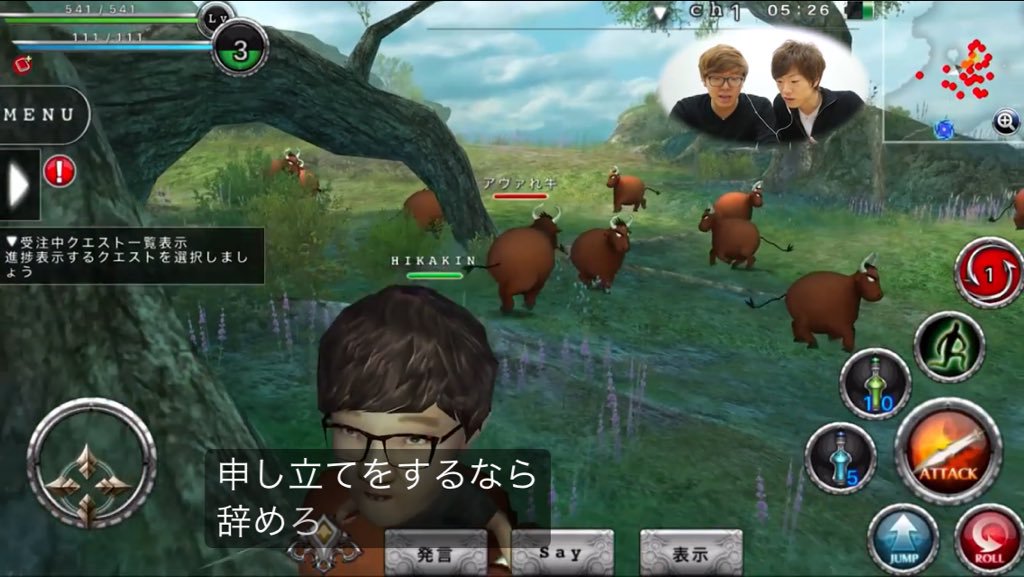 541/541
Lv
111/111
3
ch1
05:26
MENU
!
アヴァれ牛
▼受注中クエスト一覧表示
進捗表示するクエストを選択しまし
ょう
HIKAKIN
1
10
5
ATTACK
申し立てをするなら
辞めろ
発言
Say
表示
JUMP
ROLL